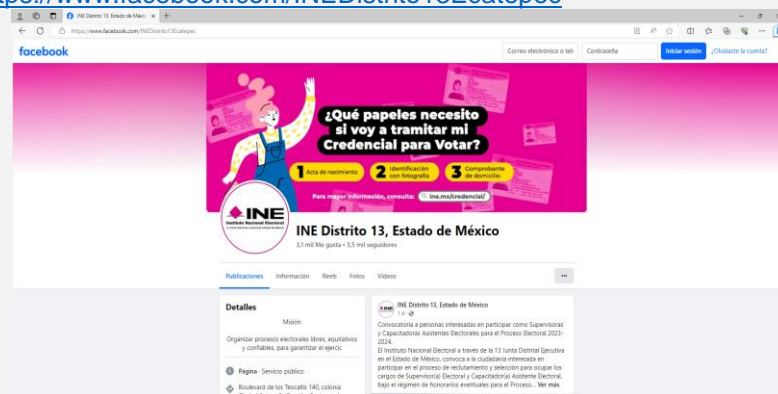 https://www.facebook.com/INEDistrito13Ecatepec
INE Distrito 13, Estado de Méxic
https://www.facebook.com/INEDistrito13Ecatepec
facebook
Correo electrónico o tel
Contraseña
Iniciar sesión
¿Olvidaste la cuenta?
¿Qué
papeles necesito
si voy a tramitar mi
Credencial para Votar?
1 Acta de nacimiento
2 Identificación con fotografía
3 Comprobante de domicilio
Para mayor información, consulta: ine.mx/credencial/
INE
Instituto Nacional Electoral
INE Distrito 13, Estado de México
3,1 mil Me gusta • 3,5 mil seguidores
Publicaciones Información Reels Fotos Videos
Detalles
Misión
Organizar procesos electorales libres, equitativos
y confiables, para garantizar el ejercic
Página · Servicio público
Boulevard de los Teocallis 140, colonia
INE Distrito 13, Estado de México
1 d
Convocatoria a personas interesadas en participar como Supervisoras
y Capacitadoras Asistentes Electorales para el Proceso Electoral 2023-
2024.
El Instituto Nacional Electoral a través de la 13 Junta Distrital Ejecutiva
en el Estado de México, convoca a la ciudadanía interesada en
participar en el proceso de reclutamiento y selección para ocupar los
cargos de Supervisor(a) Electoral y Capacitador(a) Asistente Electoral,
bajo el régimen de honorarios eventuales para el Proceso... Ver más